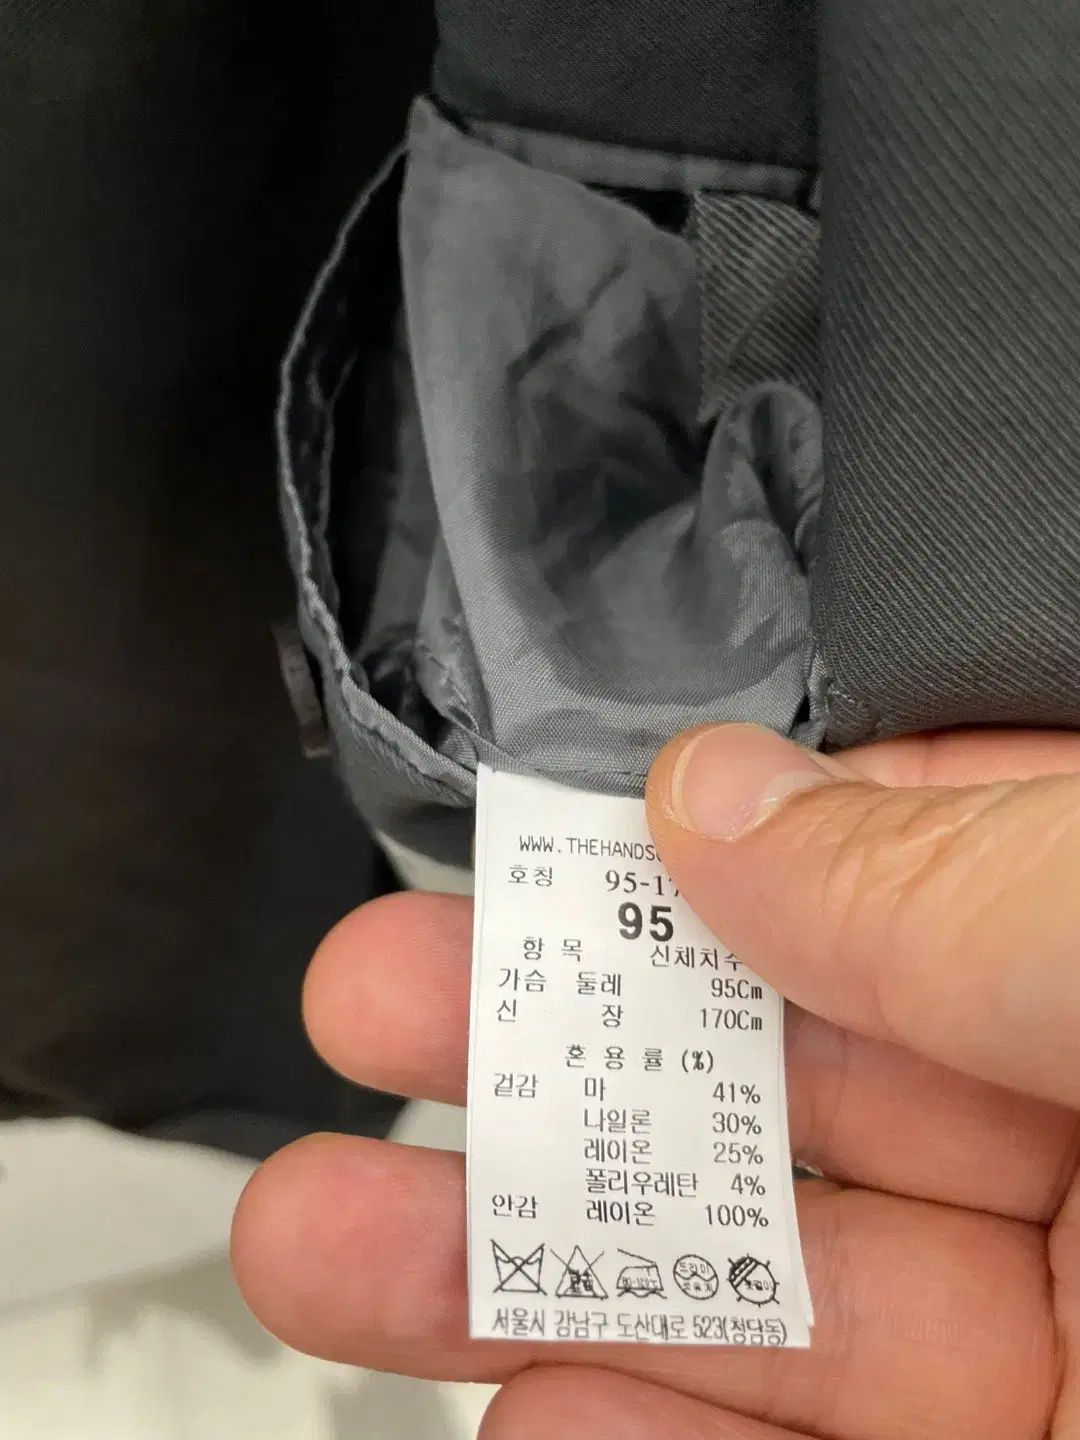 WWW.THEHANDS
호칭 95-17
95
항 목 신체치수
가슴 둘레 95Cm
신 장 170Cm
혼 용 률 (%)
겉감 마 41%
나일론 30%
레이온 25%
폴리우레탄 4%
안감 레이온 100%
서울시 강남구 도산대로 523(청담동)